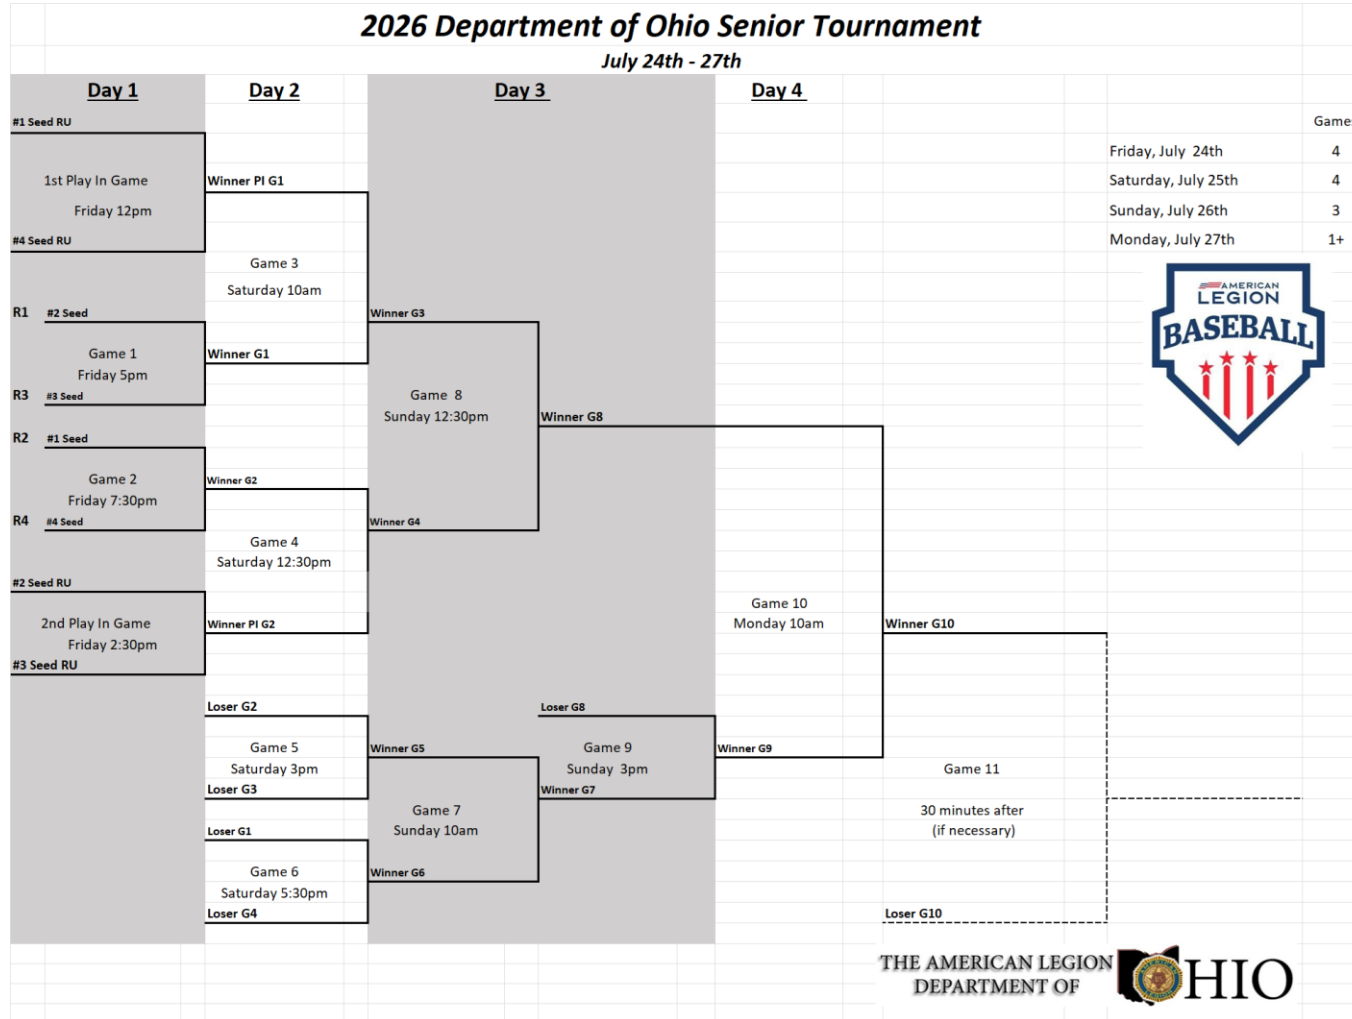 2026 Department of Ohio Senior Tournament
July 24th - 27th
Day 1
Day 2
Day 3
Day 4
#1 Seed RU
1st Play In Game
Friday 12pm
#4 Seed RU
R1
#2 Seed
Game 1
Friday 5pm
R3
#3 Seed
R2
#1 Seed
Game 2
Friday 7:30pm
R4
#4 Seed
#2 Seed RU
2nd Play In Game
Friday 2:30pm
#3 Seed RU
Winner PI G1
Game 3
Saturday 10am
Winner G1
Winner G2
Game 4
Saturday 12:30pm
Winner PI G2
Loser G2
Game 5
Saturday 3pm
Loser G3
Loser G1
Game 6
Saturday 5:30pm
Loser G4
Winner G3
Game 8
Sunday 12:30pm
Winner G4
Winner G5
Game 7
Sunday 10am
Winner G6
Winner G8
Loser G8
Game 9
Sunday 3pm
Winner G7
Game 10
Monday 10am
Winner G9
Winner G10
Game 11
30 minutes after
(if necessary)
Loser G10
Game
Friday, July 24th 4
Saturday, July 25th 4
Sunday, July 26th 3
Monday, July 27th 1+
AMERICAN
LEGION
BASEBALL
THE AMERICAN LEGION
DEPARTMENT OF
OHIO